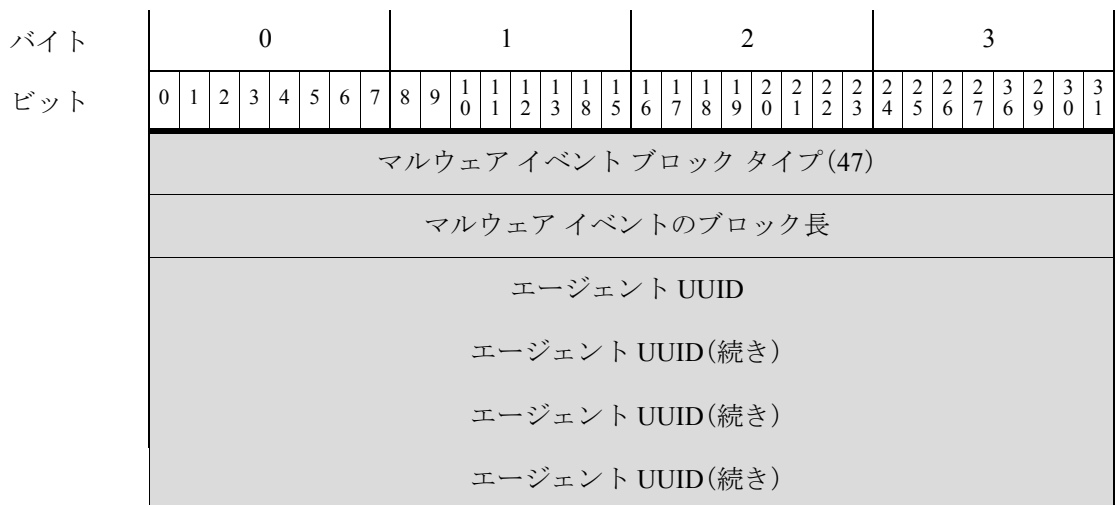 バイト 0 1 2 3
ビット 0 1 2 3 4 5 6 7 8 9 10 11 12 13 18 15 16 17 18 19 20 21 22 23 24 25 26 27 36 29 30 31
マルウェア イベント ブロック タイプ(47)
マルウェア イベントのブロック長
エージェント UUID
エージェント UUID(続き)
エージェント UUID(続き)
エージェント UUID(続き)